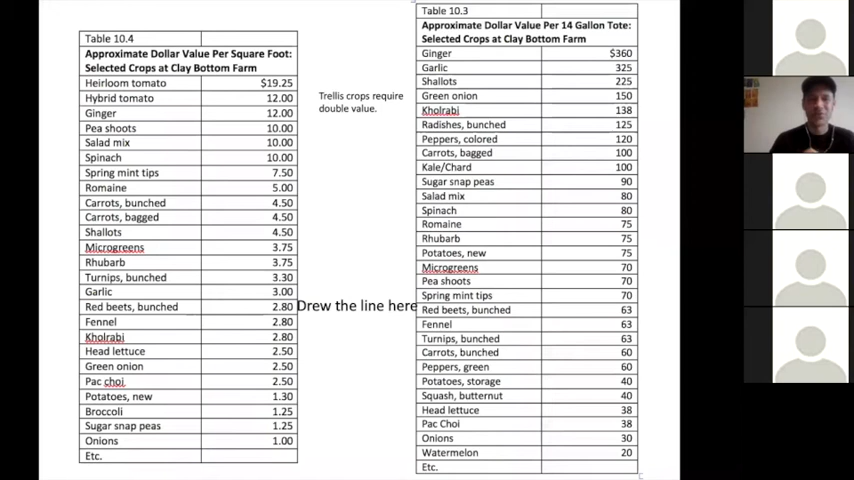 Table 10.4
Approximate Dollar Value Per Square Foot:
Selected Crops at Clay Bottom Farm
Heirloom tomato $19.25
Hybrid tomato 12.00
Ginger 12.00
Pea shoots 10.00
Salad mix 10.00
Spinach 10.00
Spring mint tips 7.50
Romaine 5.00
Carrots, bunched 4.50
Carrots, bagged 4.50
Shallots 4.50
Microgreens 3.75
Rhubarb 3.75
Turnips, bunched 3.30
Garlic 3.00
Red beets, bunched 2.80
Fennel 2.80
Kholrabi 2.80
Head lettuce 2.50
Green onion 2.50
Pac choi 2.50
Potatoes, new 1.30
Broccoli 1.25
Sugar snap peas 1.25
Onions 1.00
Etc.
Trellis crops require
double value.
Drew the line here
Table 10.3
Approximate Dollar Value Per 14 Gallon Tote:
Selected Crops at Clay Bottom Farm
Ginger $360
Garlic 325
Shallots 225
Green onion 150
Kholrabi 138
Radishes, bunched 125
Peppers, colored 120
Carrots, bagged 100
Kale/Chard 100
Sugar snap peas 90
Salad mix 80
Spinach 80
Romaine 75
Rhubarb 75
Potatoes, new 75
Microgreens 70
Pea shoots 70
Spring mint tips 70
Red beets, bunched 63
Fennel 63
Turnips, bunched 63
Carrots, bunched 60
Peppers, green 60
Potatoes, storage 40
Squash, butternut 40
Head lettuce 38
Pac Choi 38
Onions 30
Watermelon 20
Etc.